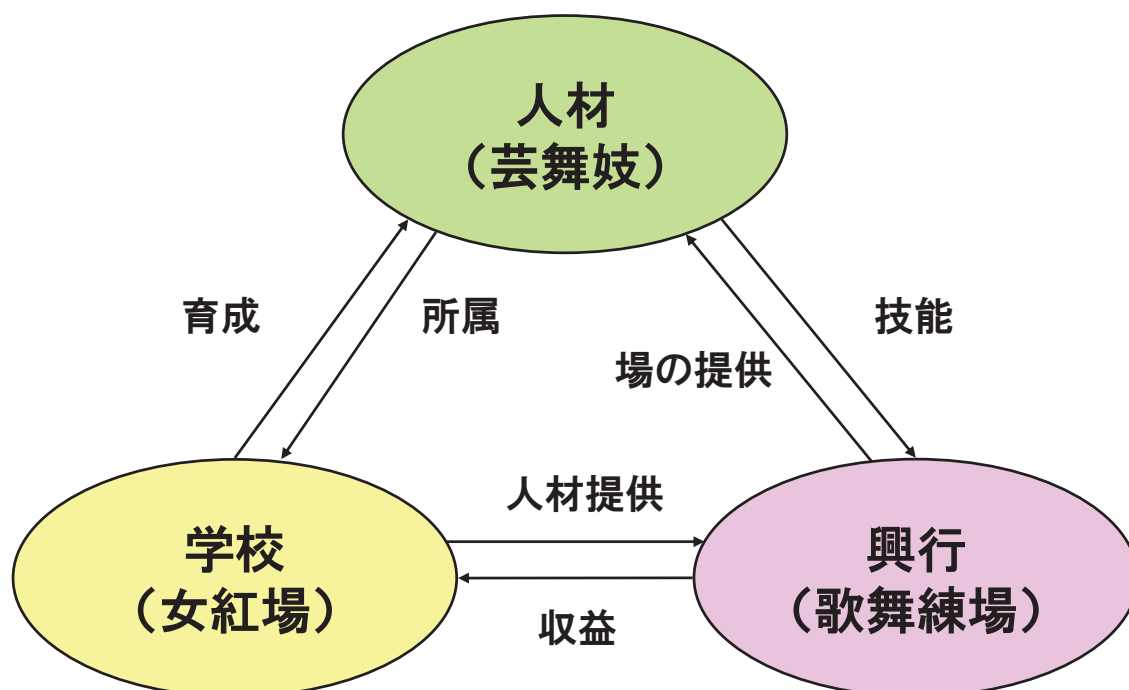 人材
（芸舞妓）
育成
所属
技能
場の提供
人材提供
学校
（女紅場）
興行
（歌舞練場）
収益